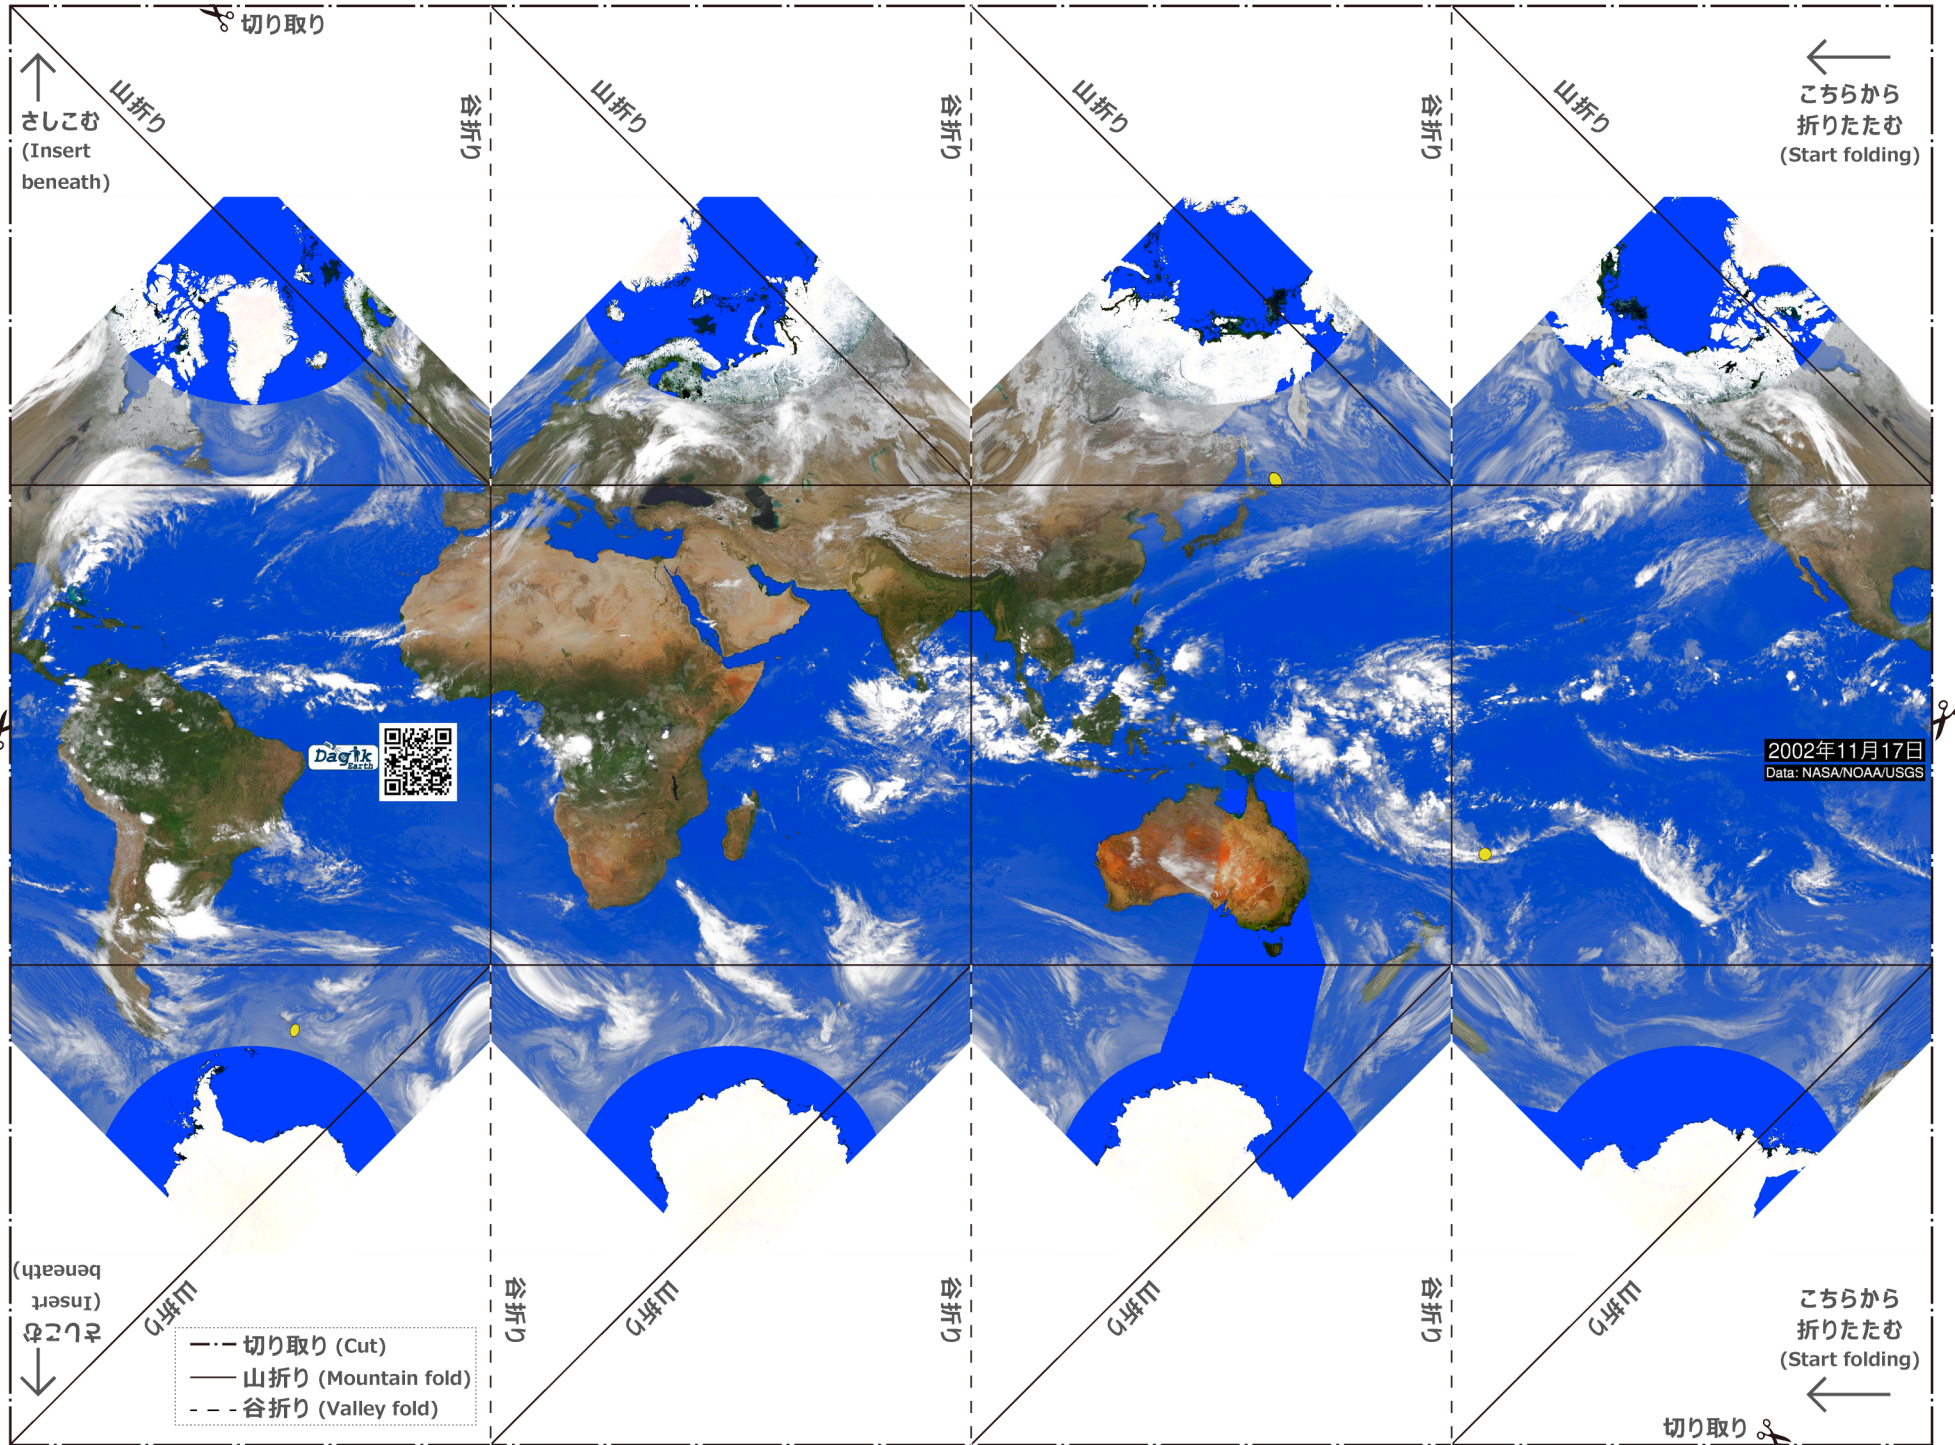 切り取り
さしこむ
(Insert
beneath)
山折り
谷折り
山折り
谷折り
山折り
谷折り
山折り
こちらから
折りたたむ
(Start folding)
Dagik
Earth
2002年11月17日
Data: NASA/NOAA/USGS
さしこむ
(Insert
beneath)
山折り
谷折り
山折り
谷折り
山折り
谷折り
山折り
こちらから
折りたたむ
(Start folding)
切り取り (Cut)
山折り (Mountain fold)
谷折り (Valley fold)
切り取り